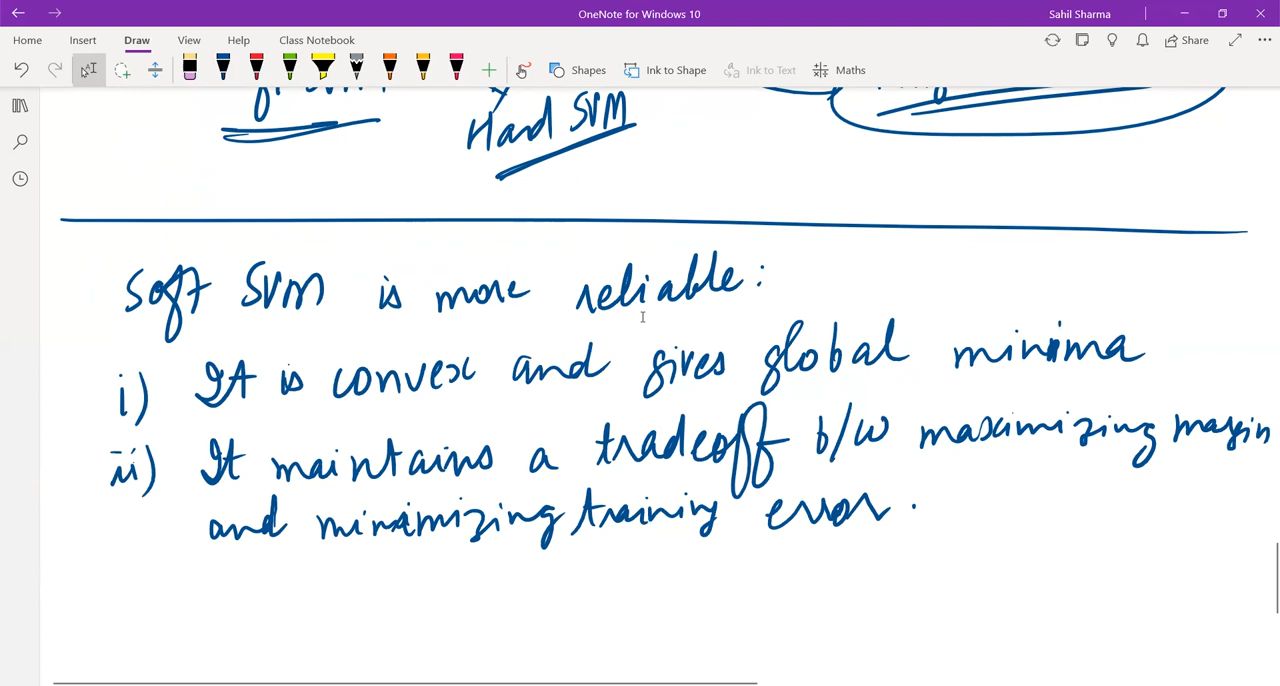 OneNote for Windows 10
Sahil Sharma
Home Insert Draw View Help Class Notebook
Share
Shapes Ink to Shape Ink to Text Maths
Hard SVM
Soft SVM is more reliable:
i) It is convex and gives global minima
ii) It maintains a tradeoff b/w maximizing margin
and minimizing training error.